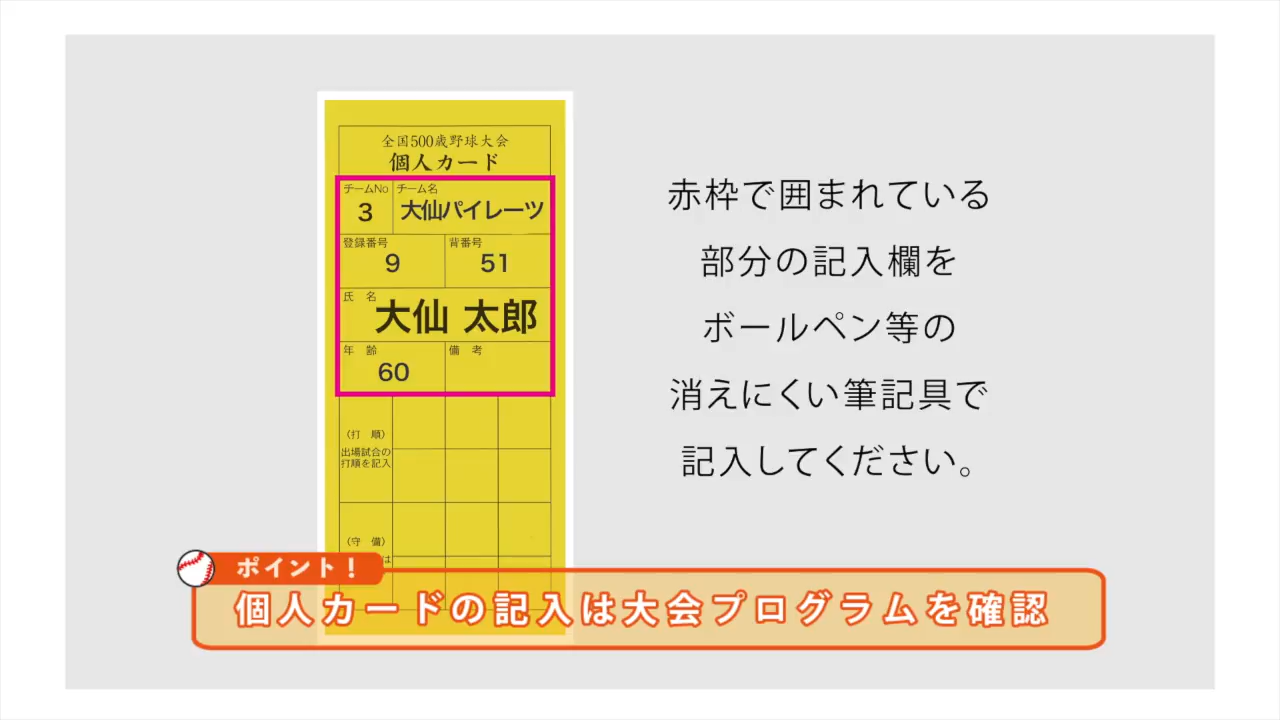 全国500歳野球大会
個人カード
チームNo チーム名
3 大仙パイレーツ
登録番号 背番号
9 51
氏 名
大仙 太郎
年 齢 備 考
60
(打 順)
出場試合の
打順を記入
(守 備)
は
赤枠で囲まれている
部分の記入欄を
ボールペン等の
消えにくい筆記具で
記入してください。
ポイント!
個人カードの記入は大会プログラムを確認